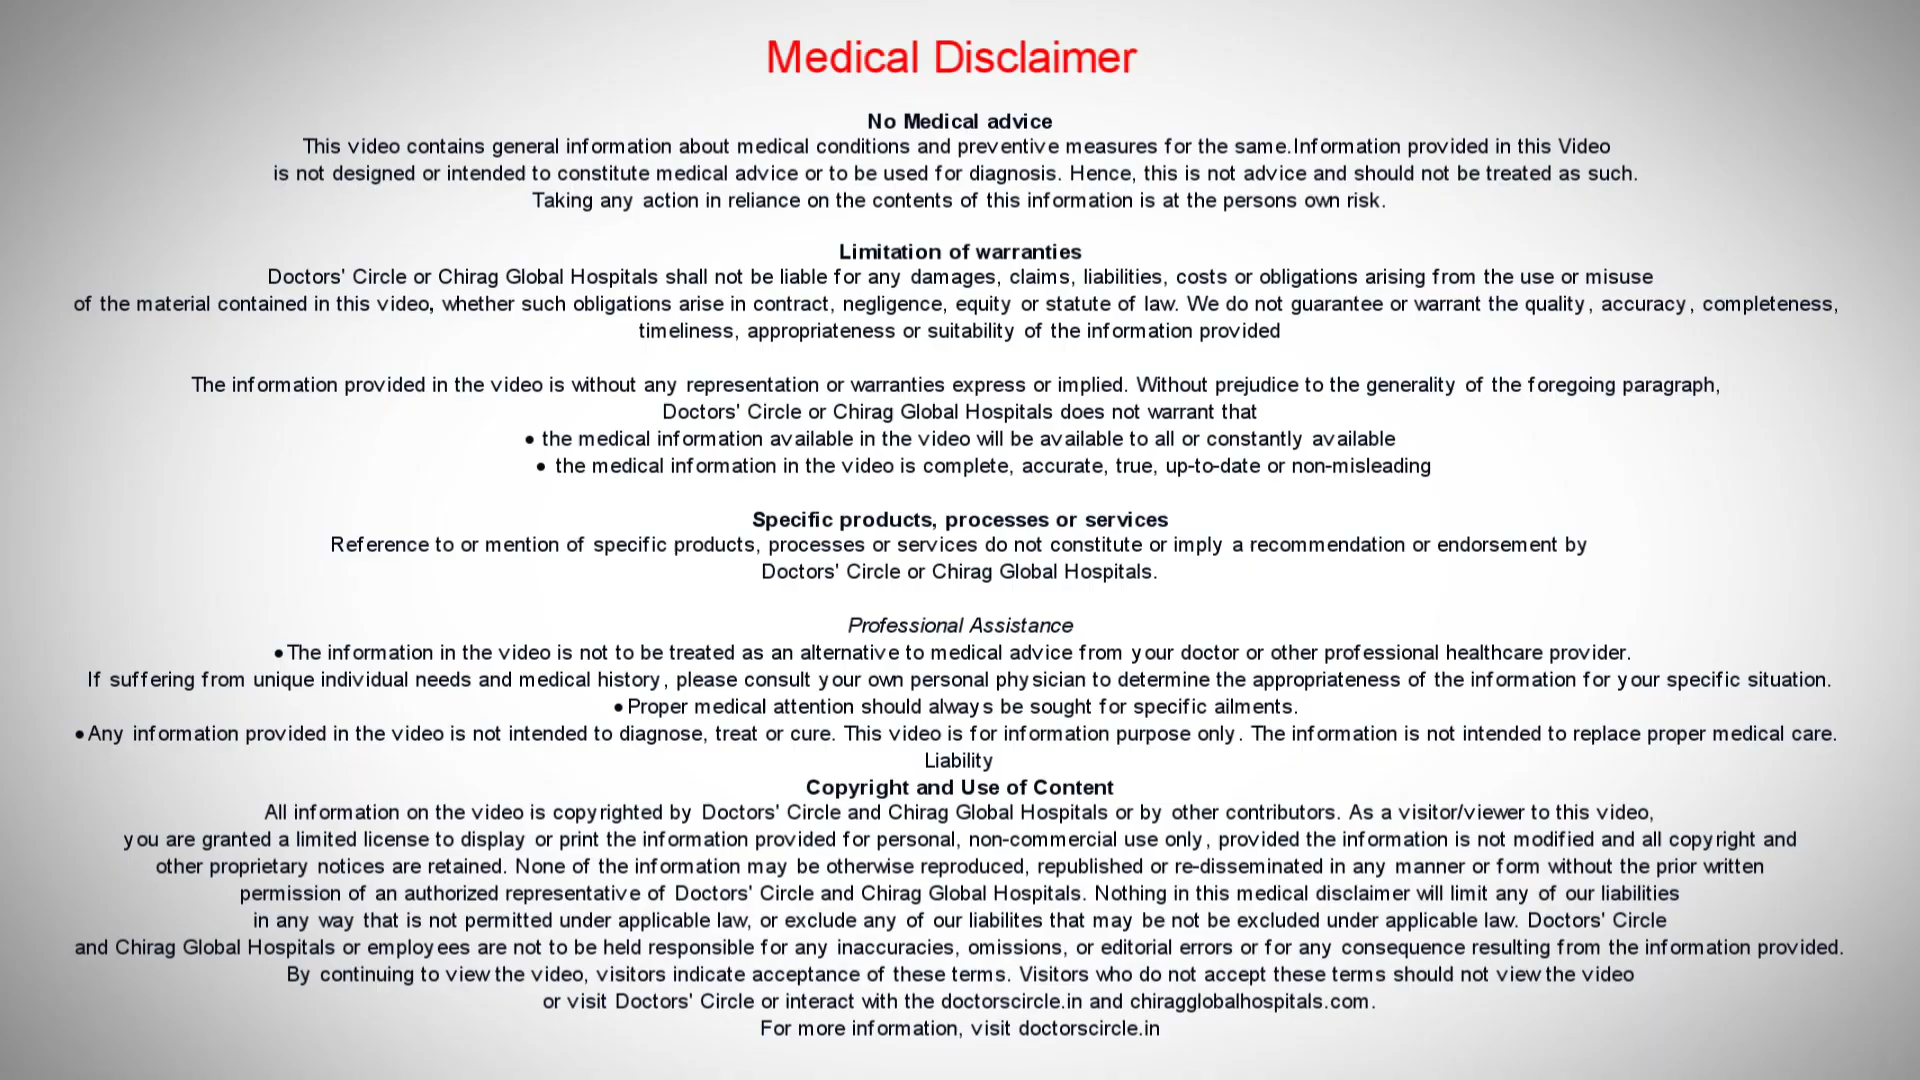 Medical Disclaimer
No Medical advice
This video contains general information about medical conditions and preventive measures for the same.Information provided in this Video
is not designed or intended to constitute medical advice or to be used for diagnosis. Hence, this is not advice and should not be treated as such.
Taking any action in reliance on the contents of this information is at the persons own risk.
Limitation of warranties
Doctors' Circle or Chirag Global Hospitals shall not be liable for any damages, claims, liabilities, costs or obligations arising from the use or misuse
of the material contained in this video, whether such obligations arise in contract, negligence, equity or statute of law. We do not guarantee or warrant the quality, accuracy, completeness,
timeliness, appropriateness or suitability of the information provided
The information provided in the video is without any representation or warranties express or implied. Without prejudice to the generality of the foregoing paragraph,
Doctors' Circle or Chirag Global Hospitals does not warrant that
• the medical information available in the video will be available to all or constantly available
• the medical information in the video is complete, accurate, true, up-to-date or non-misleading
Specific products, processes or services
Reference to or mention of specific products, processes or services do not constitute or imply a recommendation or endorsement by
Doctors' Circle or Chirag Global Hospitals.
Professional Assistance
•The information in the video is not to be treated as an alternative to medical advice from your doctor or other professional healthcare provider.
If suffering from unique individual needs and medical history, please consult your own personal physician to determine the appropriateness of the information for your specific situation.
•Proper medical attention should always be sought for specific ailments.
•Any information provided in the video is not intended to diagnose, treat or cure. This video is for information purpose only. The information is not intended to replace proper medical care.
Liability
Copyright and Use of Content
All information on the video is copyrighted by Doctors' Circle and Chirag Global Hospitals or by other contributors. As a visitor/viewer to this video,
you are granted a limited license to display or print the information provided for personal, non-commercial use only, provided the information is not modified and all copyright and
other proprietary notices are retained. None of the information may be otherwise reproduced, republished or re-disseminated in any manner or form without the prior written
permission of an authorized representative of Doctors' Circle and Chirag Global Hospitals. Nothing in this medical disclaimer will limit any of our liabilities
in any way that is not permitted under applicable law, or exclude any of our liabilites that may be not be excluded under applicable law. Doctors' Circle
and Chirag Global Hospitals or employees are not to be held responsible for any inaccuracies, omissions, or editorial errors or for any consequence resulting from the information provided.
By continuing to view the video, visitors indicate acceptance of these terms. Visitors who do not accept these terms should not view the video
or visit Doctors' Circle or interact with the doctorscircle.in and chiragglobalhospitals.com.
For more information, visit doctorscircle.in